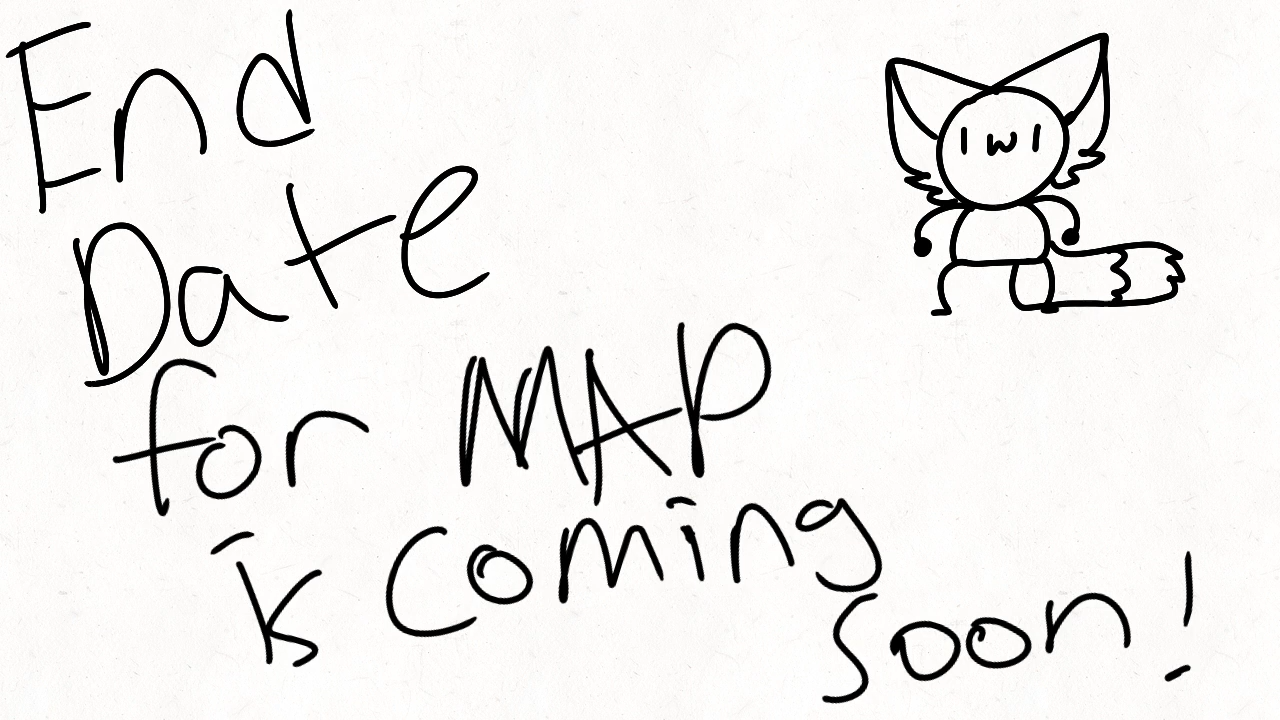 End
Date
for MAP
is coming
soon!